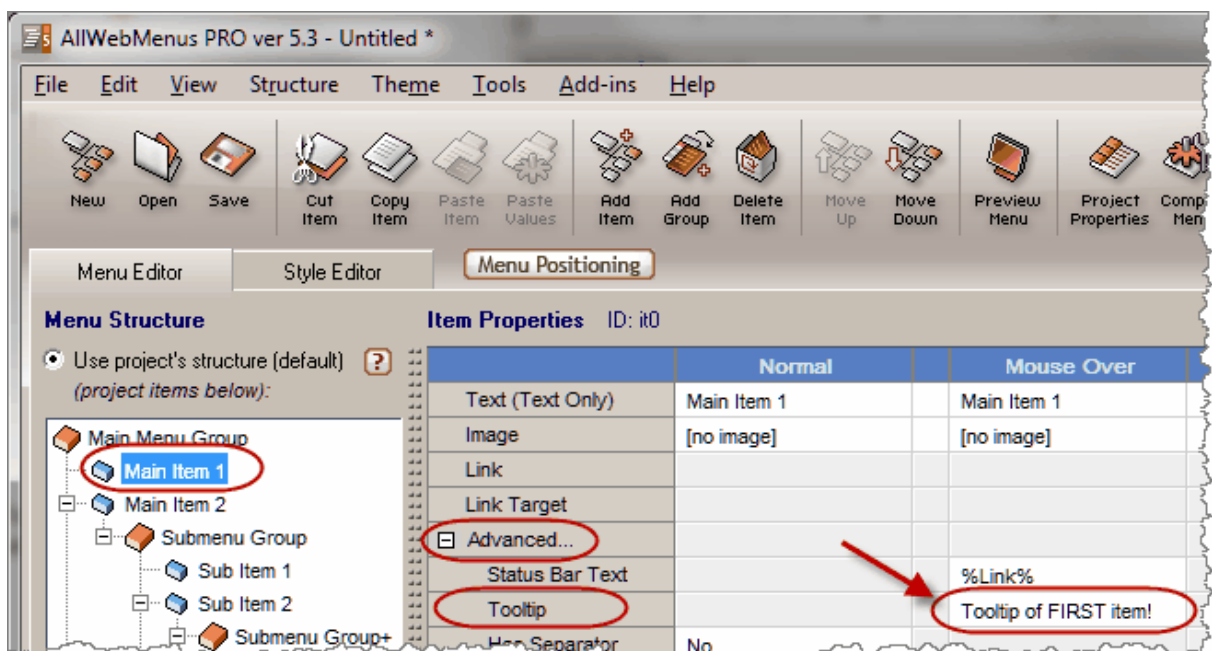 AllWebMenus PRO ver 5.3 - Untitled *
File Edit View Structure Theme Tools Add-ins Help
New Open Save Cut Item Copy Item Paste Item Paste Values Add Item Add Group Delete Item Move Up Move Down Preview Menu Project Properties
Menu Editor Style Editor Menu Positioning
Menu Structure Item Properties ID: it0
Use project's structure (default) ?
(project items below):
Normal Mouse Over
Text (Text Only) Main Item 1 Main Item 1
Main Menu Group Image [no image] [no image]
Main Item 1 Link
Main Item 2 Link Target
Submenu Group Advanced...
Sub Item 1 Status Bar Text %Link%
Sub Item 2 Tooltip Tooltip of FIRST item!
Submenu Group+ Has Separator No